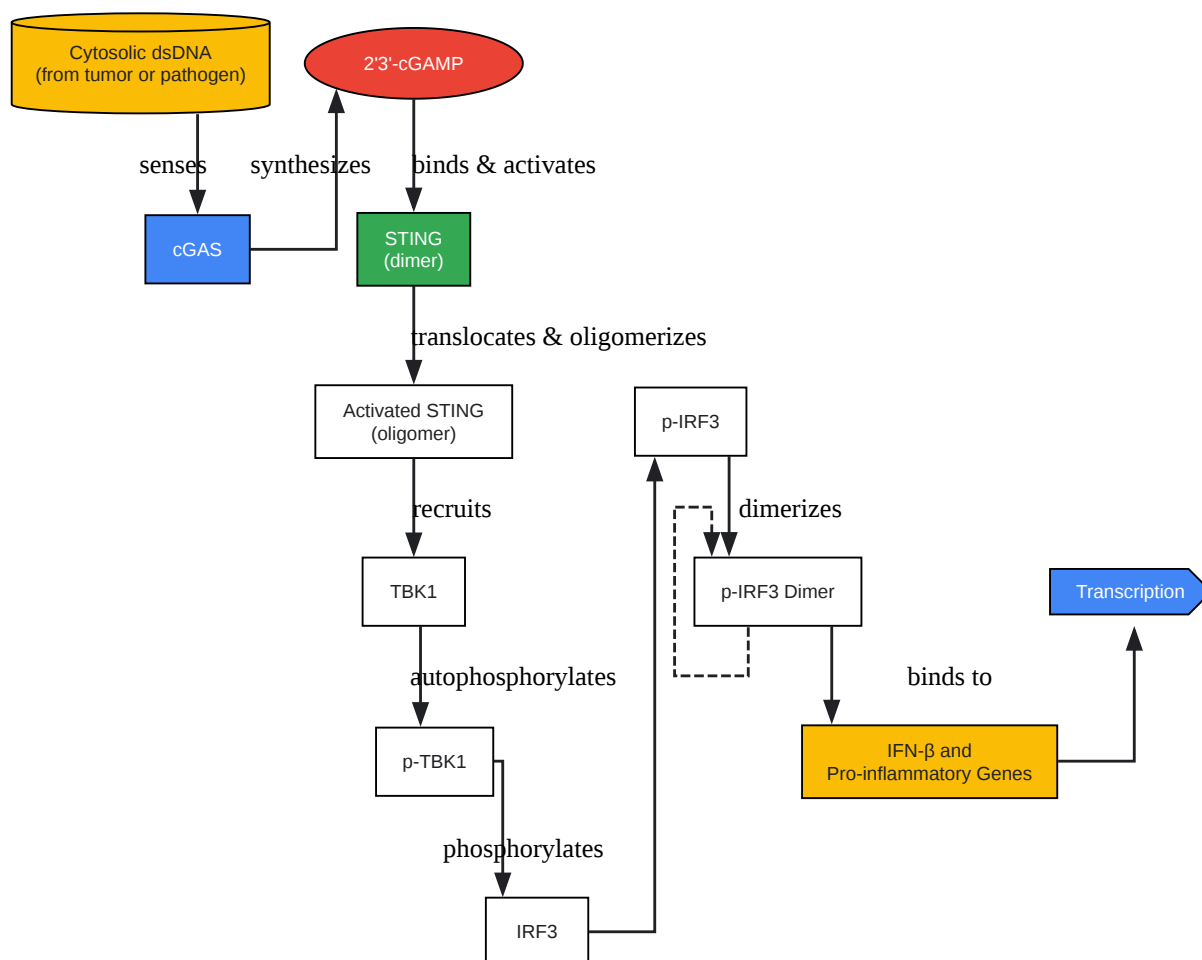 Cytosolic dsDNA
(from tumor or pathogen)
2'3'-cGAMP
senses
synthesizes
binds & activates
cGAS
STING
(dimer)
translocates & oligomerizes
Activated STING
(oligomer)
p-IRF3
recruits
dimerizes
TBK1
p-IRF3 Dimer
Transcription
autophosphorylates
binds to
p-TBK1
IFN-β and
Pro-inflammatory Genes
phosphorylates
IRF3